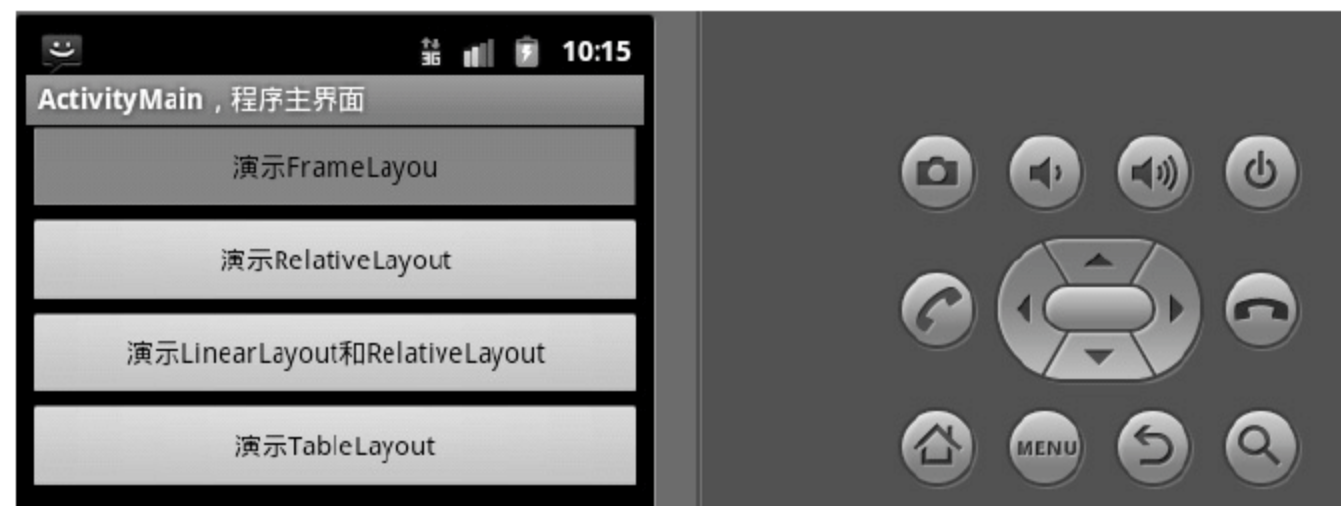 3G 10:15
ActivityMain，程序主界面
演示FrameLayou
演示RelativeLayout
演示LinearLayout和RelativeLayout
演示TableLayout
MENU